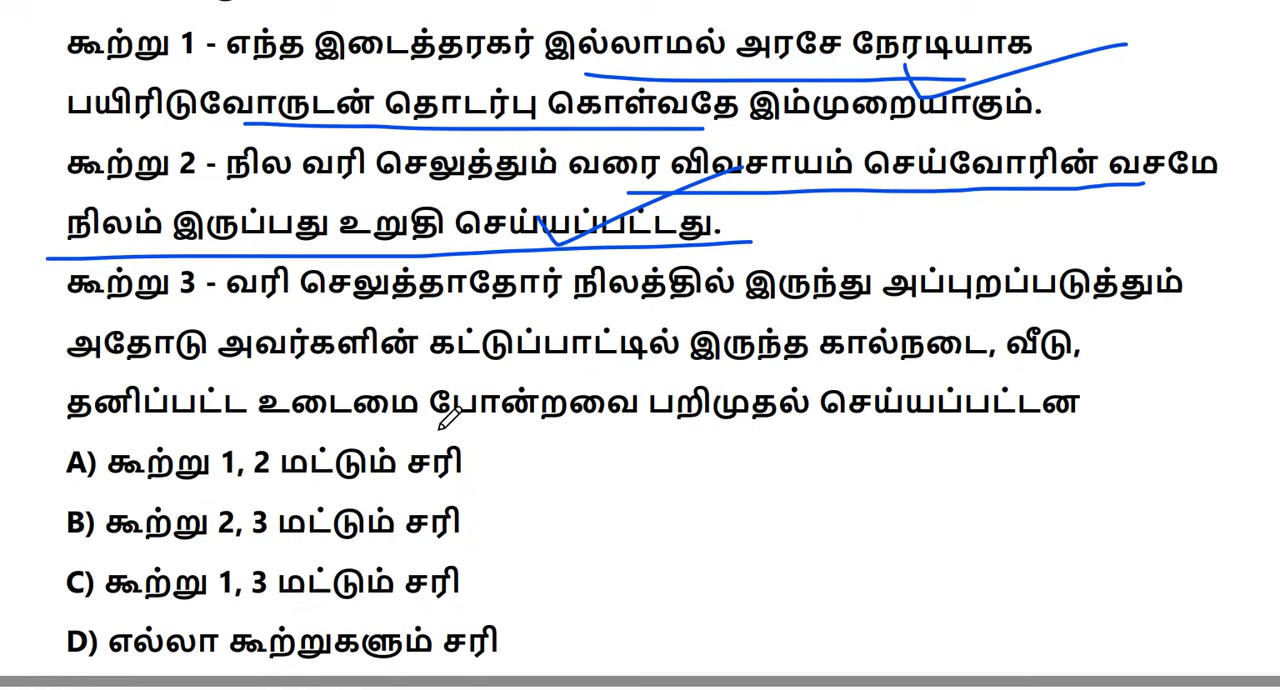 கூற்று 1 - எந்த இடைத்தரகர் இல்லாமல் அரசே நேரடியாக
பயிரிடுவோருடன் தொடர்பு கொள்வதே இம்முறையாகும்.
கூற்று 2 - நில வரி செலுத்தும் வரை விவசாயம் செய்வோரின் வசமே
நிலம் இருப்பது உறுதி செய்யப்பட்டது.
கூற்று 3 - வரி செலுத்தாதோர் நிலத்தில் இருந்து அப்புறப்படுத்தும்
அதோடு அவர்களின் கட்டுப்பாட்டில் இருந்த கால்நடை, வீடு,
தனிப்பட்ட உடைமை போன்றவை பறிமுதல் செய்யப்பட்டன
A) கூற்று 1, 2 மட்டும் சரி
B) கூற்று 2, 3 மட்டும் சரி
C) கூற்று 1, 3 மட்டும் சரி
D) எல்லா கூற்றுகளும் சரி